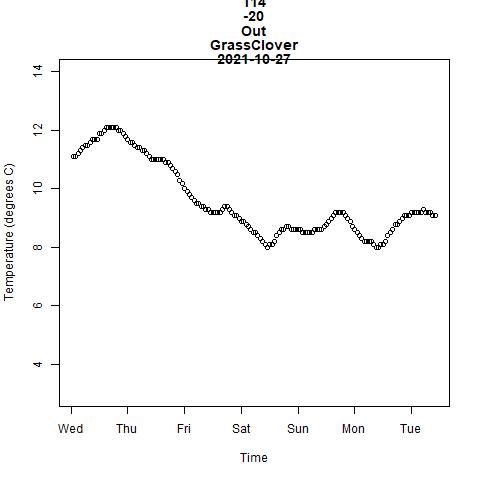 114
-20
Out
GrassClover
2021-10-27
Temperature (degrees C)
14
12
10
8
6
4
Wed Thu Fri Sat Sun Mon Tue
Time